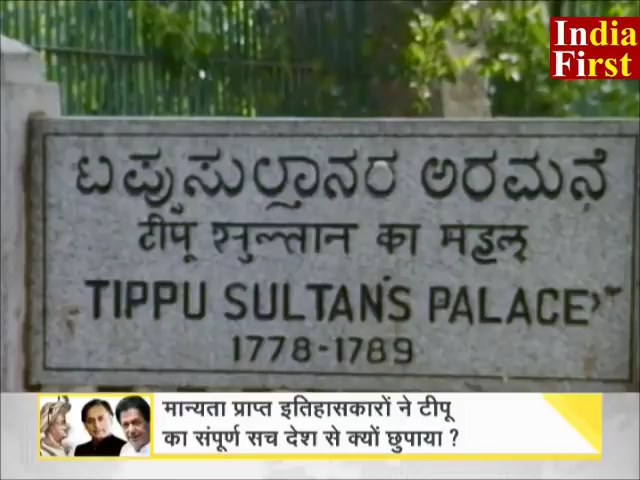 India
First
ಟಿಪ್ಪುಸುಲ್ತಾನರ ಅರಮನೆ
टीपू सुल्तान का महल
TIPPU SULTAN'S PALACE
1778-1789
मान्यता प्राप्त इतिहासकारों ने टीपू
का संपूर्ण सच देश से क्यों छुपाया ?